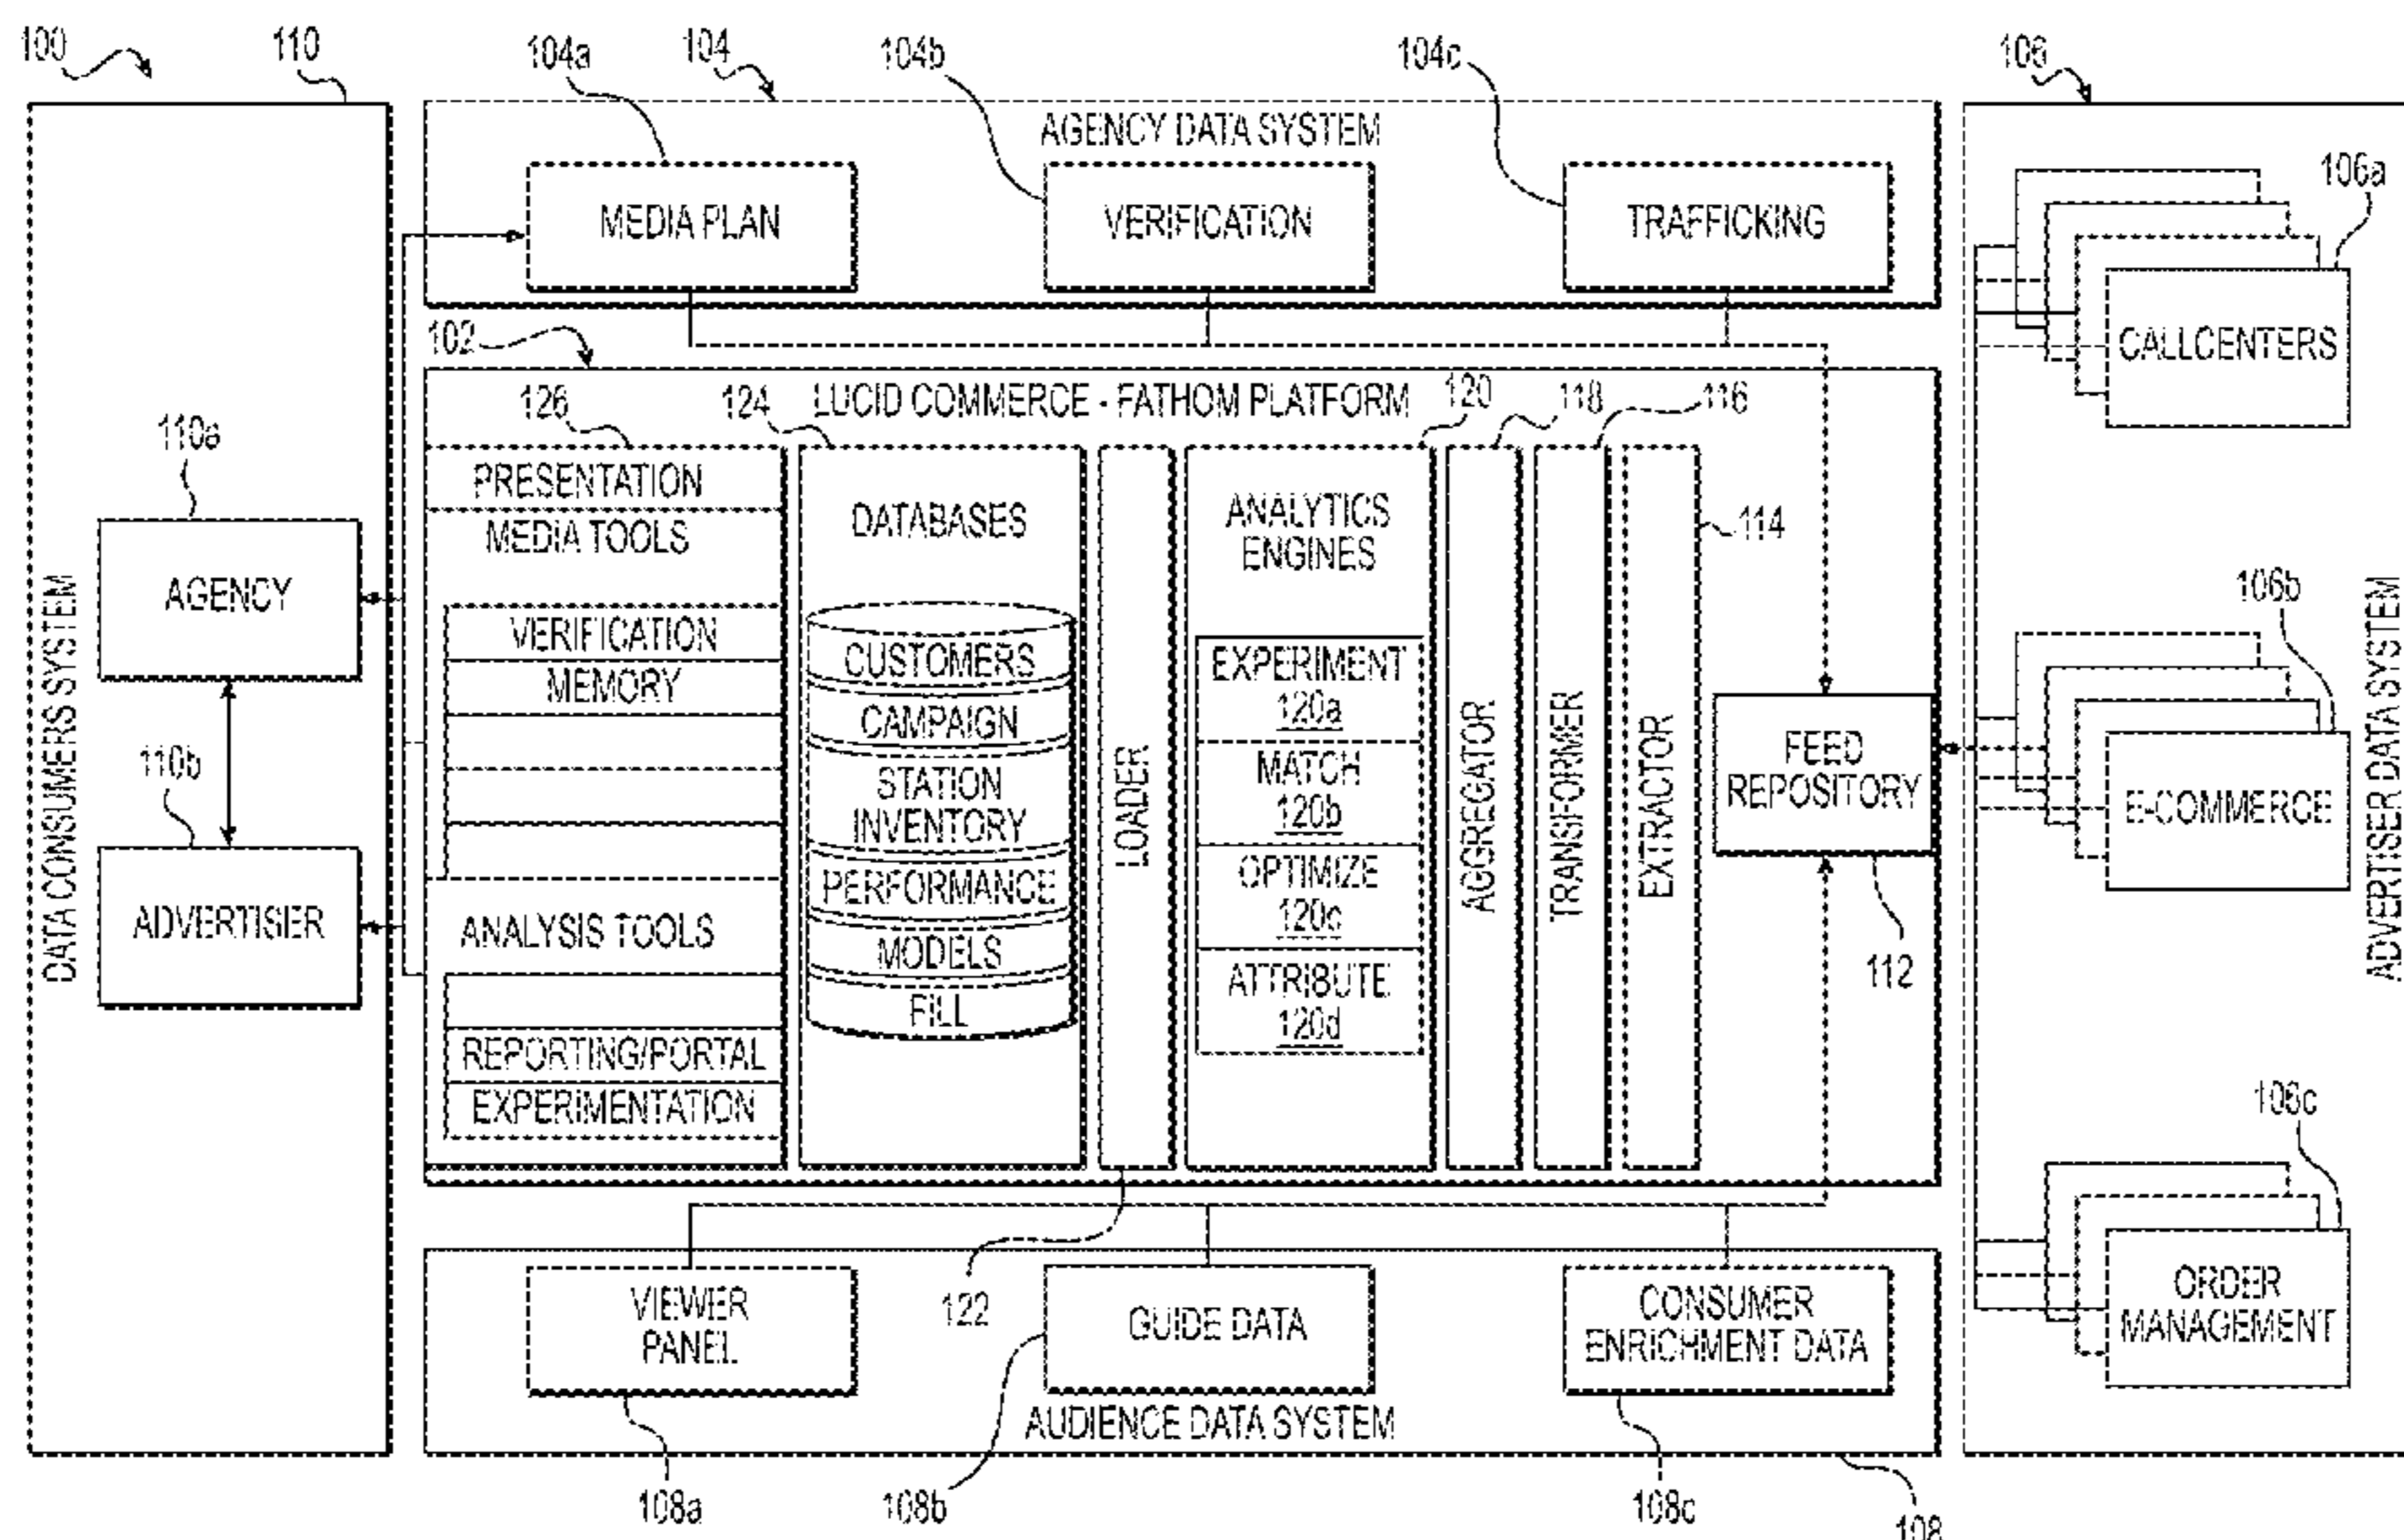 100
110
104a
104
104b
104c
106
AGENCY DATA SYSTEM
MEDIA PLAN
VERIFICATION
TRAFFICKING
106a
CALLCENTERS
102
LUCID COMMERCE - FATHOM PLATFORM
126
124
120
118
116
110a
PRESENTATION
MEDIA TOOLS
VERIFICATION
MEMORY
ANALYSIS TOOLS
REPORTING/PORTAL
EXPERIMENTATION
DATABASES
CUSTOMERS
CAMPAIGN
STATION
INVENTORY
PERFORMANCE
MODELS
FILL
LOADER
ANALYTICS
ENGINES
EXPERIMENT
120a
MATCH
120b
OPTIMIZE
120c
ATTRIBUTE
120d
AGGREGATOR
TRANSFORMER
EXTRACTOR
114
FEED
REPOSITORY
112
DATA CONSUMERS SYSTEM
AGENCY
110b
ADVERTISER
106b
E-COMMERCE
ADVERTISER DATA SYSTEM
106c
ORDER
MANAGEMENT
VIEWER
PANEL
122
GUIDE DATA
CONSUMER
ENRICHMENT DATA
AUDIENCE DATA SYSTEM
108a
108b
108c
108